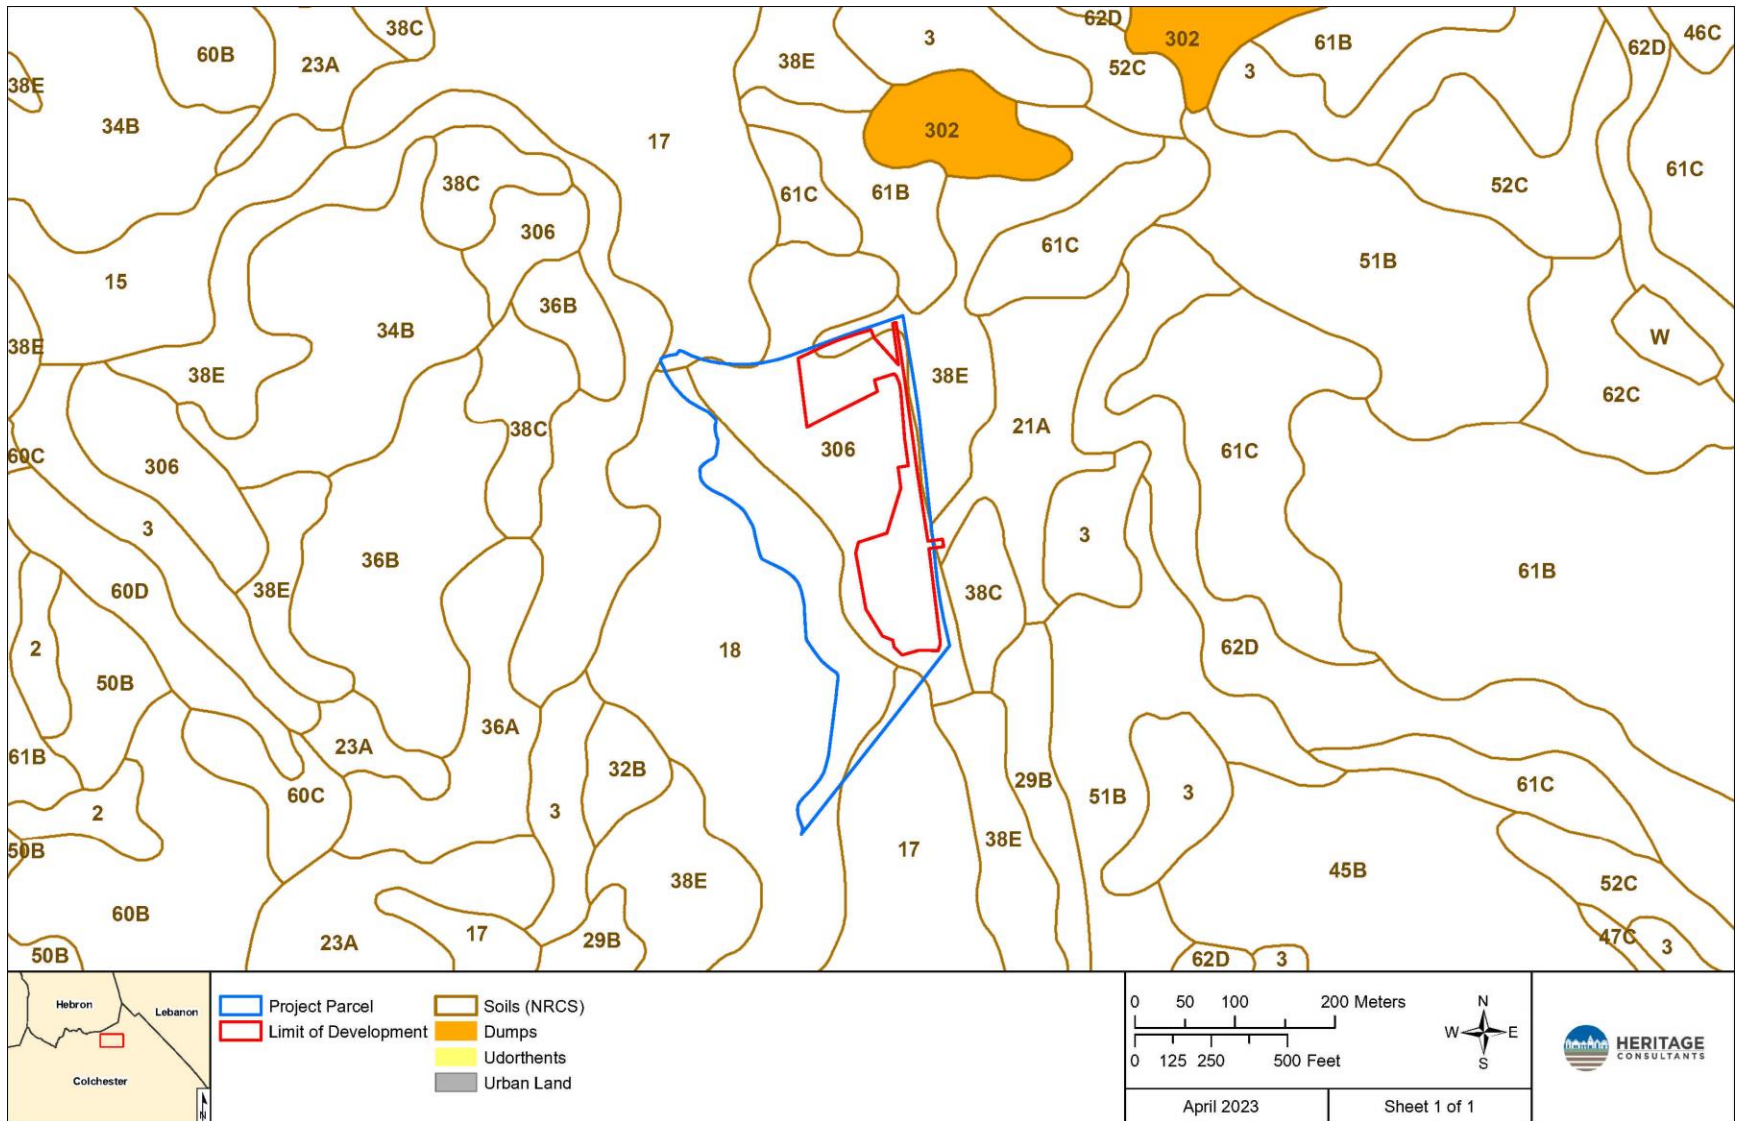 38C
60B
23A
38E
34B
17
38E
3
62D
302
52C
3
61B
62D
46C
302
38C
61C
61B
52C
61C
306
61C
51B
15
36B
34B
38E
W
38E
38E
62C
38C
21A
60C
306
306
61C
3
3
36B
60D
38E
38C
61B
2
50B
18
62D
36A
23A
61B
32B
29B
61C
60C
51B
3
2
3
50B
17
38E
45B
38E
52C
60B
23A
17
29B
47C
3
50B
62D
3
Hebron
Lebanon
Colchester
N
Project Parcel
Limit of Development
Soils (NRCS)
Dumps
Udorthents
Urban Land
0 50 100 200 Meters
0 125 250 500 Feet
N
W E
S
April 2023
Sheet 1 of 1
HERITAGE
CONSULTANTS